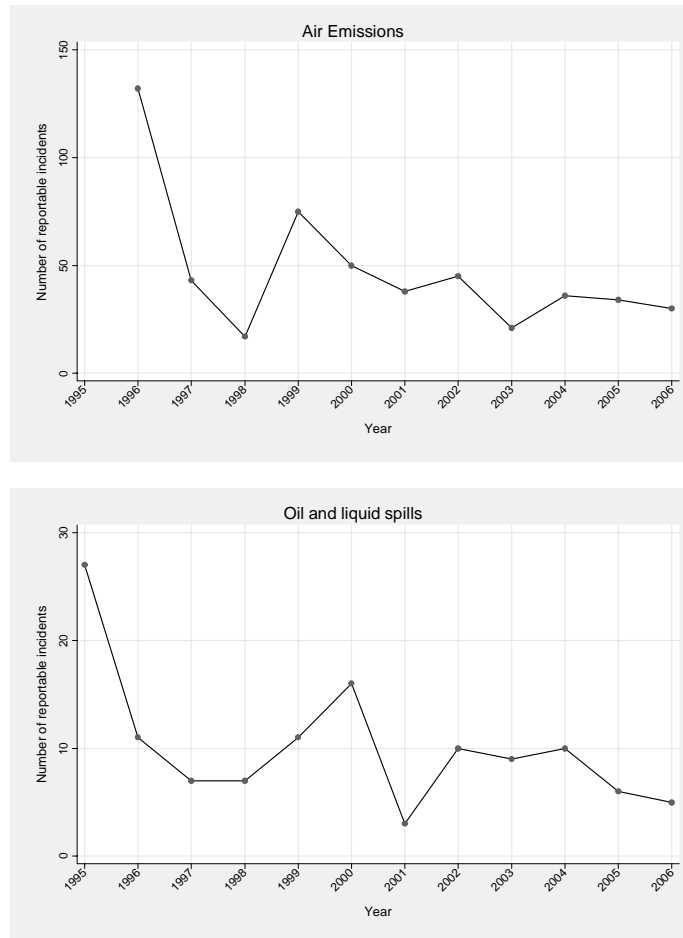 Air Emissions
150
100
50
0
Number of reportable incidents
1995 1996 1997 1998 1999 2000 2001 2002 2003 2004 2005 2006
Year
Oil and liquid spills
30
20
10
0
Number of reportable incidents
1995 1996 1997 1998 1999 2000 2001 2002 2003 2004 2005 2006
Year